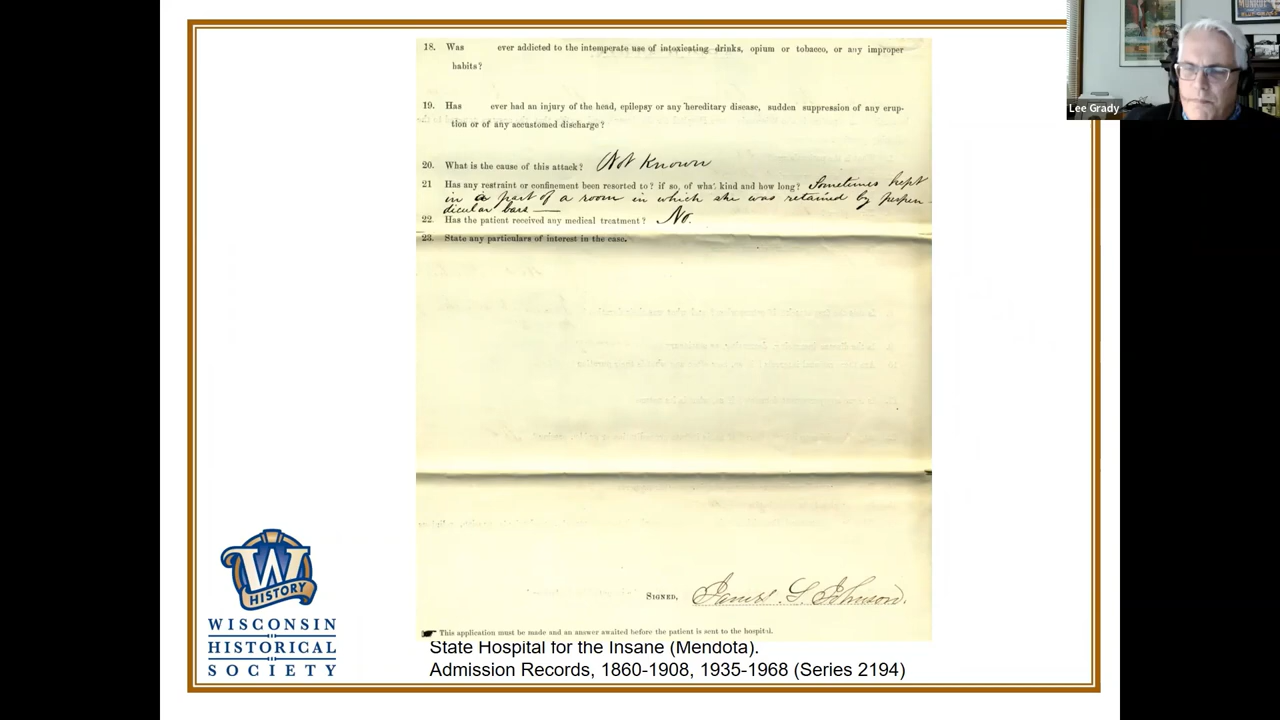 18. Was ever addicted to the intemperate use of intoxicating drinks, opium or tobacco, or any improper
habits?
19. Has ever had an injury of the head, epilepsy or any hereditary disease, sudden suppression of any erup-
tion or of any accustomed discharge?
20. What is the cause of this attack? Not Known
21 Has any restraint or confinement been resorted to? if so, of what kind and how long? Sometimes kept
in a part of a room in which she was retained by perpen-
dicular bars —
22. Has the patient received any medical treatment? No.
23. State any particulars of interest in the case.
SIGNED, James L Johnson.
This application must be made and an answer awaited before the patient is sent to the hospital.
State Hospital for the Insane (Mendota).
Admission Records, 1860-1908, 1935-1968 (Series 2194)
W
HISTORY
WISCONSIN
HISTORICAL
SOCIETY
Lee Grady